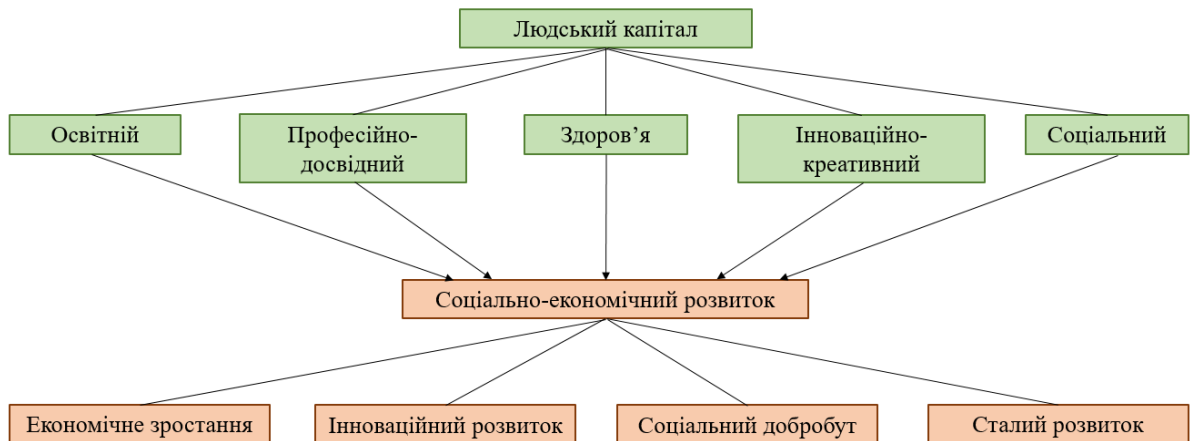 Людський капітал
Освітній
Професійно-
досвідний
Здоров’я
Інноваційно-
креативний
Соціальний
Соціально-економічний розвиток
Економічне зростання
Інноваційний розвиток
Соціальний добробут
Сталий розвиток